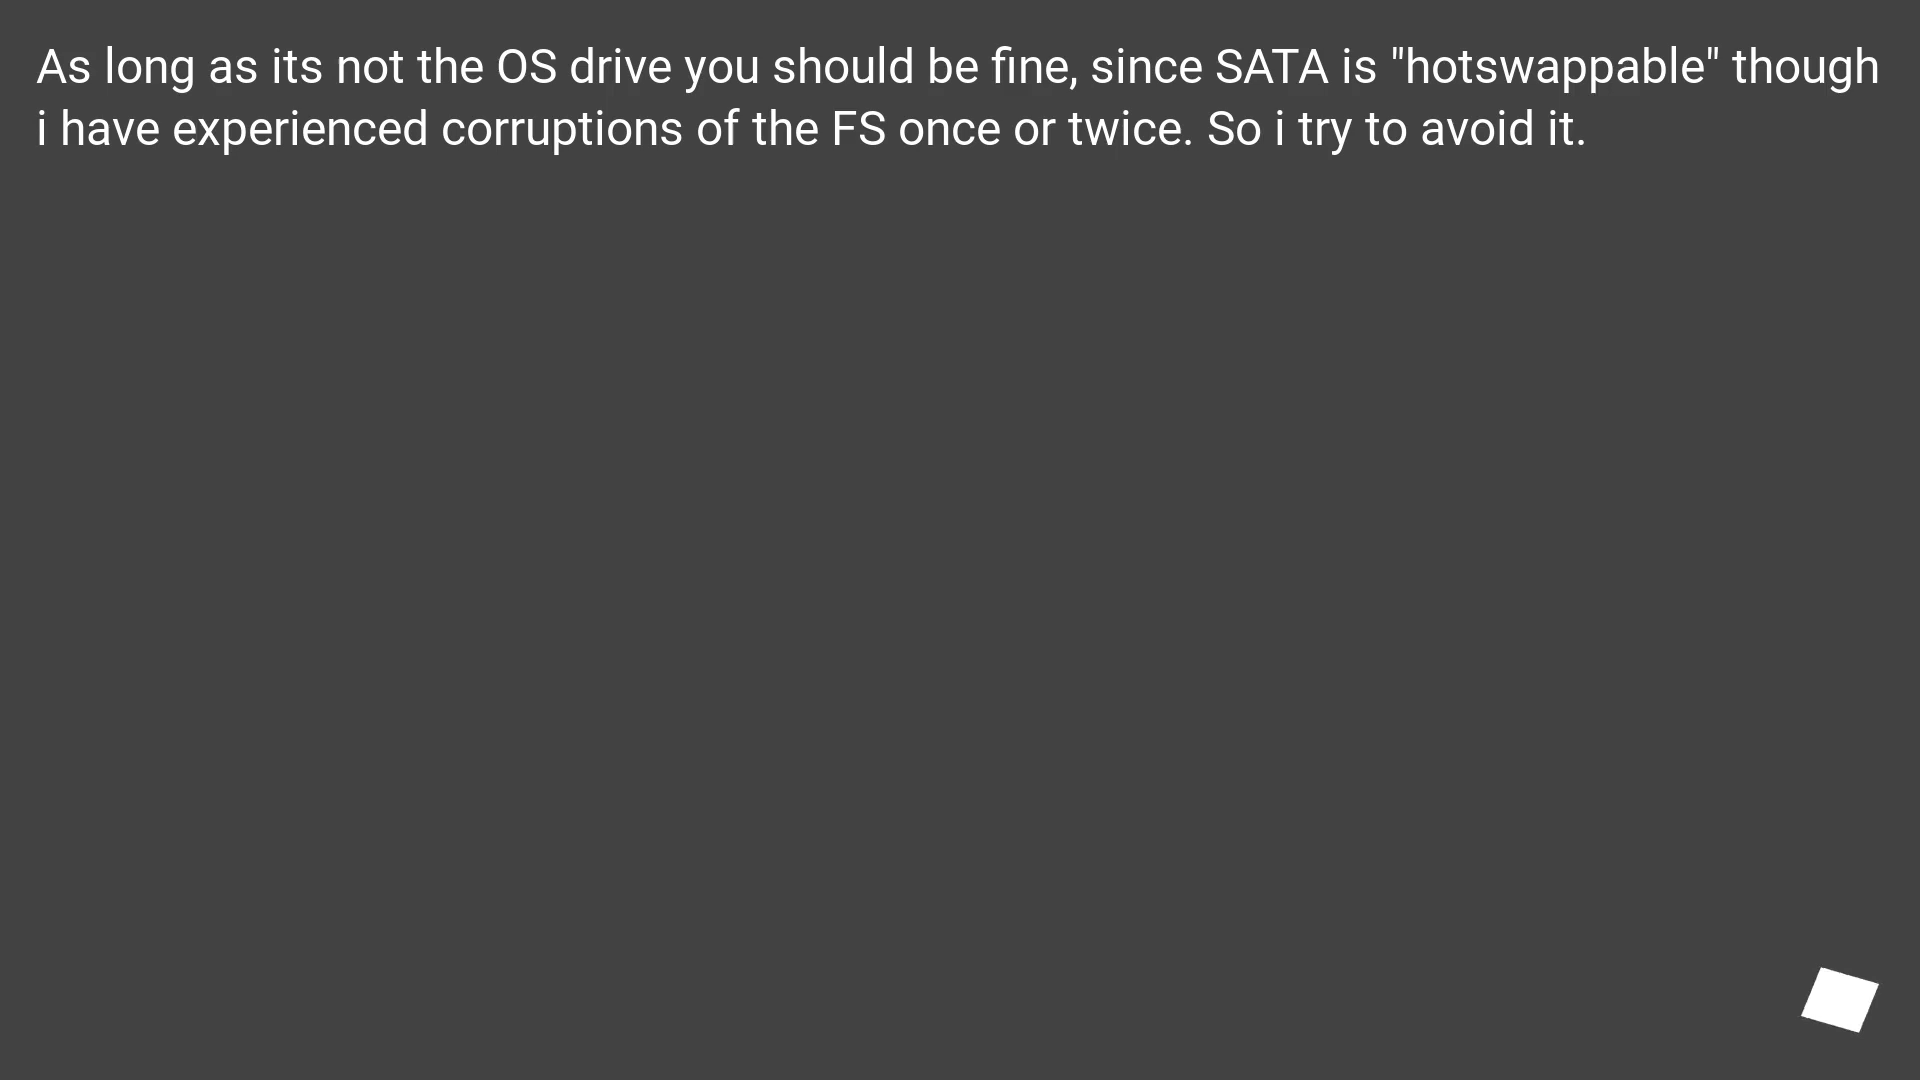 As long as its not the OS drive you should be fine, since SATA is "hotswappable" though
i have experienced corruptions of the FS once or twice. So i try to avoid it.